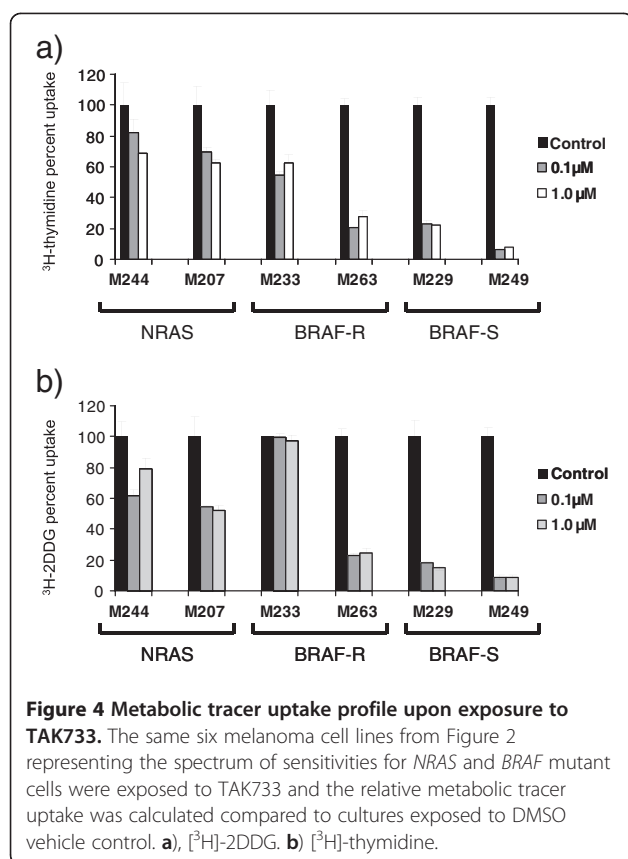 a)
³H-thymidine percent uptake
120
100
80
60
40
20
0
M244 M207 M233 M263 M229 M249
NRAS BRAF-R BRAF-S
Control
0.1µM
1.0 µM
b)
³H-2DDG percent uptake
120
100
80
60
40
20
0
M244 M207 M233 M263 M229 M249
NRAS BRAF-R BRAF-S
Control
0.1µM
1.0 µM
Figure 4 Metabolic tracer uptake profile upon exposure to
TAK733. The same six melanoma cell lines from Figure 2
representing the spectrum of sensitivities for NRAS and BRAF mutant
cells were exposed to TAK733 and the relative metabolic tracer
uptake was calculated compared to cultures exposed to DMSO
vehicle control. a), [³H]-2DDG. b) [³H]-thymidine.